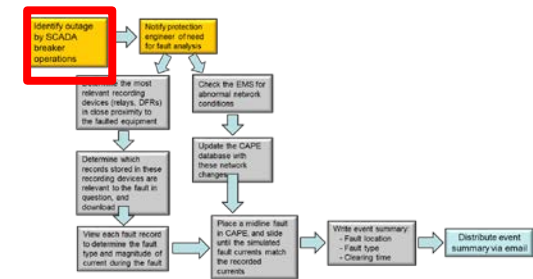 Identify outage
by SCADA
breaker
operations
Notify protection
engineer of need
for fault analysis
Determine the most
relevant recording
devices (relays, DFRs)
in close proximity to
the faulted equipment
Check the EMS for
abnormal network
conditions
Determine which
records stored in these
recording devices are
relevant to the fault in
question, and
download
Update the CAPE
database with
these network
changes
View each fault record
to determine the fault
type and magnitude of
current during the fault
Place a midline fault
in CAPE, and slide
until the simulated
fault currents match
the recorded
currents
Write event summary:
- Fault location
- Fault type
- Clearing time
Distribute event
summary via email